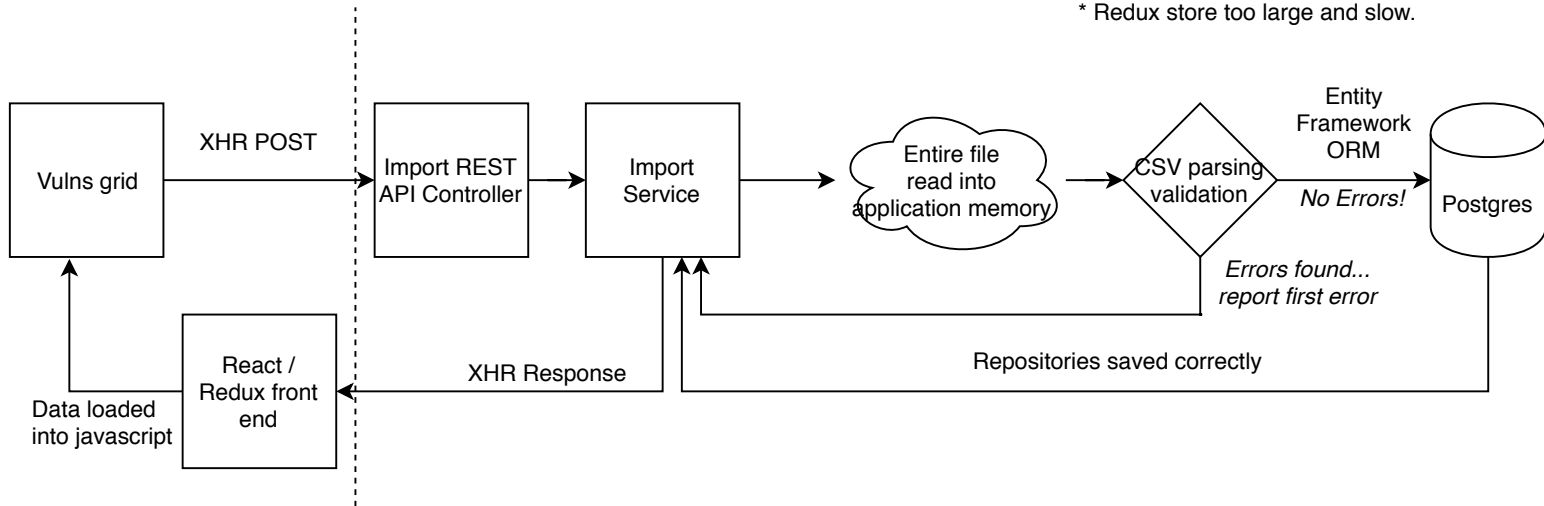 * Redux store too large and slow.
Vulns grid
XHR POST
Import REST
API Controller
Import
Service
Entire file
read into
application memory
CSV parsing
validation
Entity
Framework
ORM
No Errors!
Postgres
Errors found...
report first error
React /
Redux front
end
XHR Response
Repositories saved correctly
Data loaded
into javascript